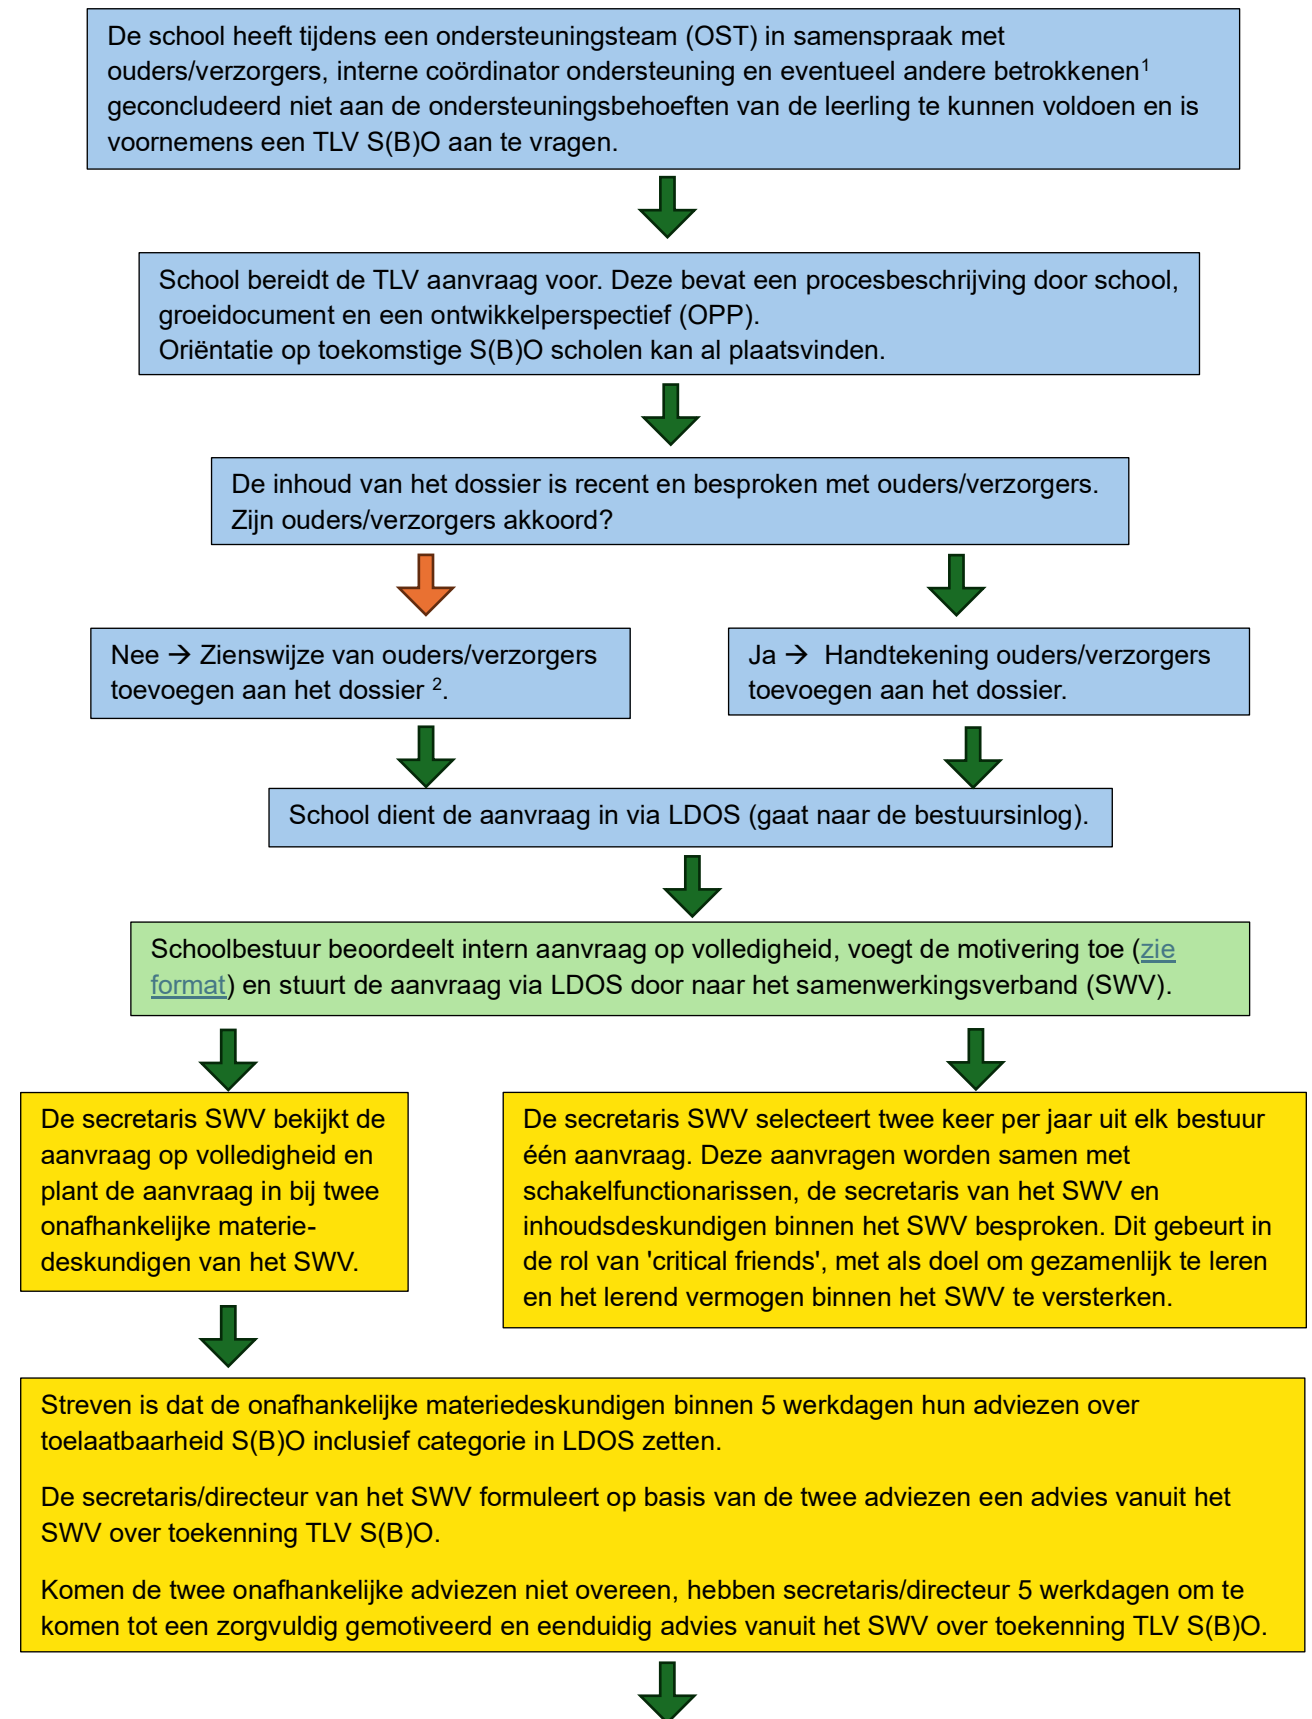 De school heeft tijdens een ondersteuningsteam (OST) in samenspraak met
ouders/verzorgers, interne coördinator ondersteuning en eventueel andere betrokkenen¹
geconcludeerd niet aan de ondersteuningsbehoeften van de leerling te kunnen voldoen en is
voornemens een TLV S(B)O aan te vragen.
School bereidt de TLV aanvraag voor. Deze bevat een procesbeschrijving door school,
groeidocument en een ontwikkelperspectief (OPP).
Oriëntatie op toekomstige S(B)O scholen kan al plaatsvinden.
De inhoud van het dossier is recent en besproken met ouders/verzorgers.
Zijn ouders/verzorgers akkoord?
Nee → Zienswijze van ouders/verzorgers
toevoegen aan het dossier ².
Ja → Handtekening ouders/verzorgers
toevoegen aan het dossier.
School dient de aanvraag in via LDOS (gaat naar de bestuursinlog).
Schoolbestuur beoordeelt intern aanvraag op volledigheid, voegt de motivering toe (zie
format) en stuurt de aanvraag via LDOS door naar het samenwerkingsverband (SWV).
De secretaris SWV bekijkt de
aanvraag op volledigheid en
plant de aanvraag in bij twee
onafhankelijke materie-
deskundigen van het SWV.
De secretaris SWV selecteert twee keer per jaar uit elk bestuur
één aanvraag. Deze aanvragen worden samen met
schakelfunctionarissen, de secretaris van het SWV en
inhoudsdeskundigen binnen het SWV besproken. Dit gebeurt in
de rol van 'critical friends', met als doel om gezamenlijk te leren
en het lerend vermogen binnen het SWV te versterken.
Streven is dat de onafhankelijke materiedeskundigen binnen 5 werkdagen hun adviezen over
toelaatbaarheid S(B)O inclusief categorie in LDOS zetten.
De secretaris/directeur van het SWV formuleert op basis van de twee adviezen een advies vanuit het
SWV over toekenning TLV S(B)O.
Komen de twee onafhankelijke adviezen niet overeen, hebben secretaris/directeur 5 werkdagen om te
komen tot een zorgvuldig gemotiveerd en eenduidig advies vanuit het SWV over toekenning TLV S(B)O.